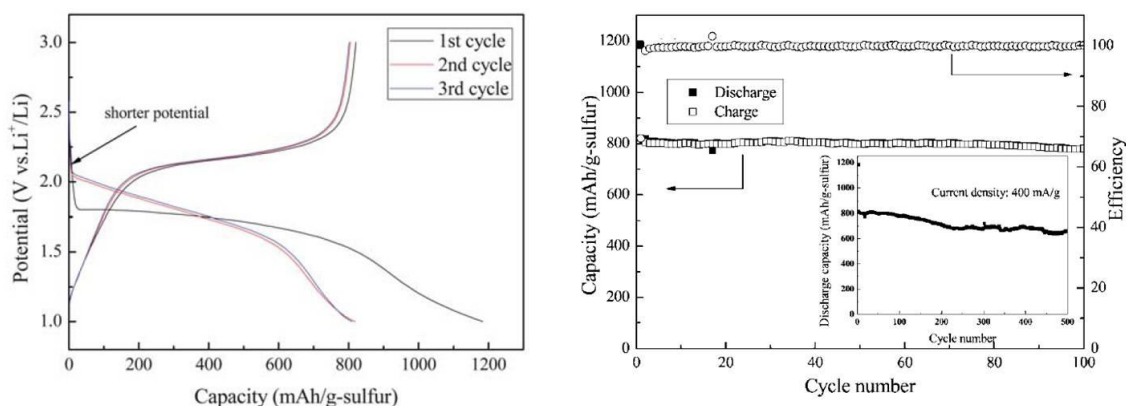 3.0
2.5
2.0
1.5
1.0
Potential (V vs.Li⁺/Li)
1st cycle
2nd cycle
3rd cycle
shorter potential
0 200 400 600 800 1000 1200
Capacity (mAh/g-sulfur)
1200
1000
800
600
400
200
0
Capacity (mAh/g-sulfur)
Discharge
Charge
100
80
60
40
20
0
Efficiency
Current density: 400 mA/g
1200
1000
800
600
400
200
0
Discharge capacity (mAh/g-sulfur)
0 100 200 300 400 500
Cycle number
0 20 40 60 80 100
Cycle number